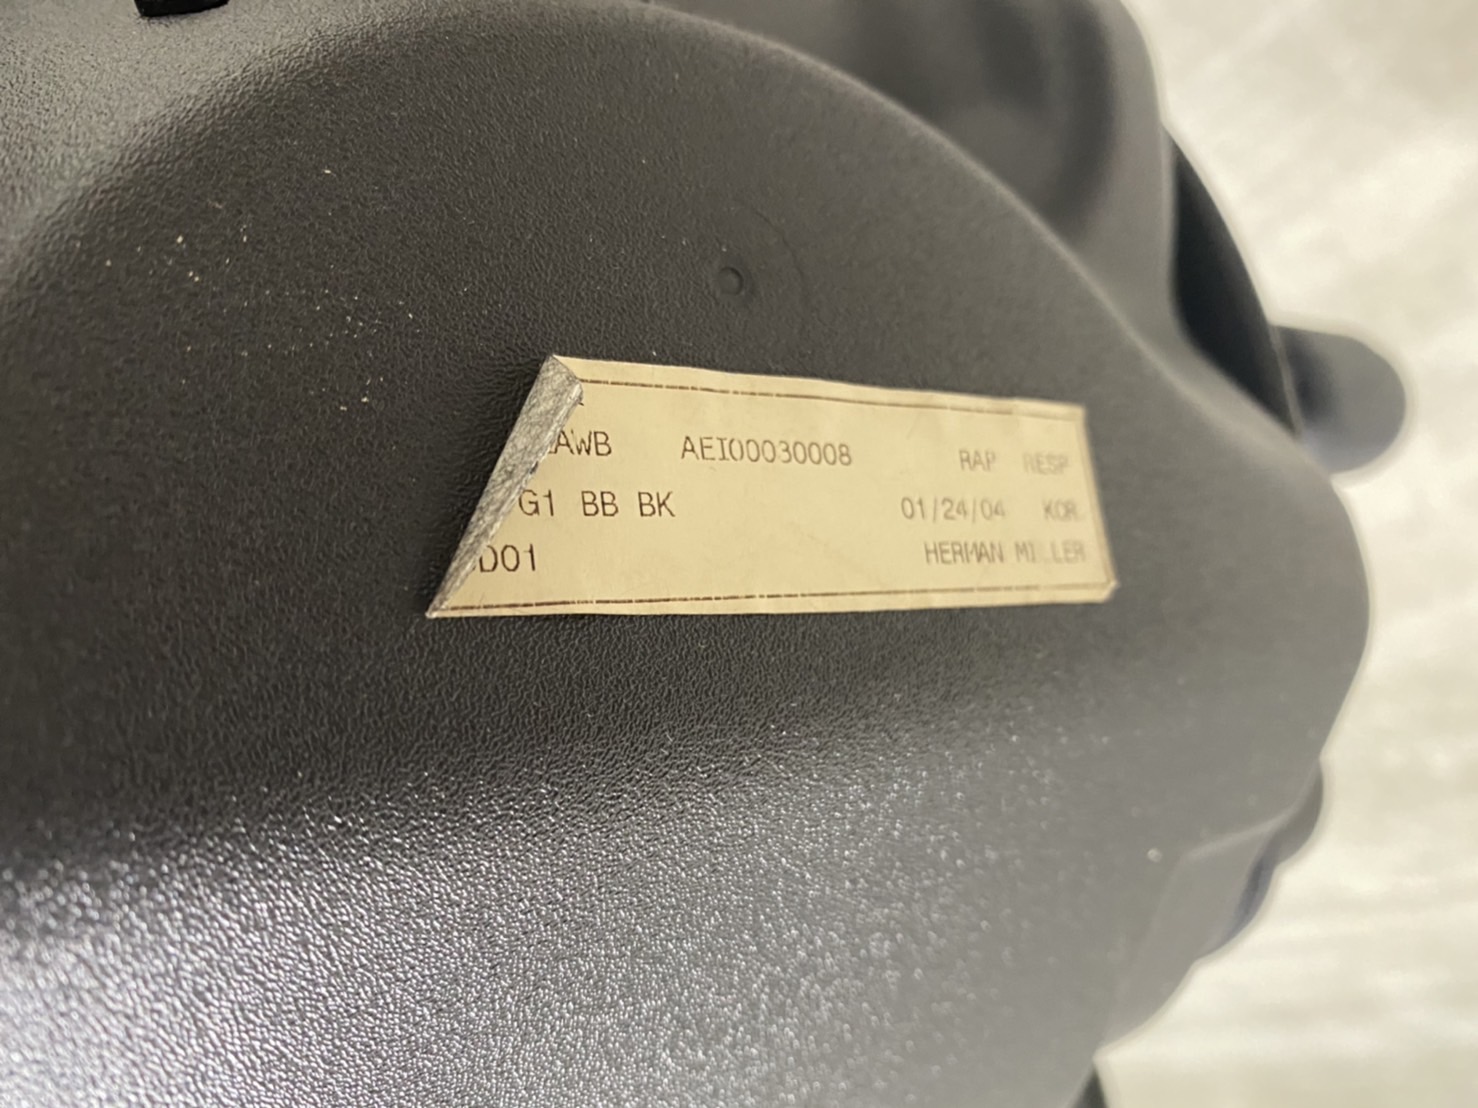 AWB AEI00030008 RAP RESP
G1 BB BK 01/24/04 KOR
D01 HERMAN MILLER